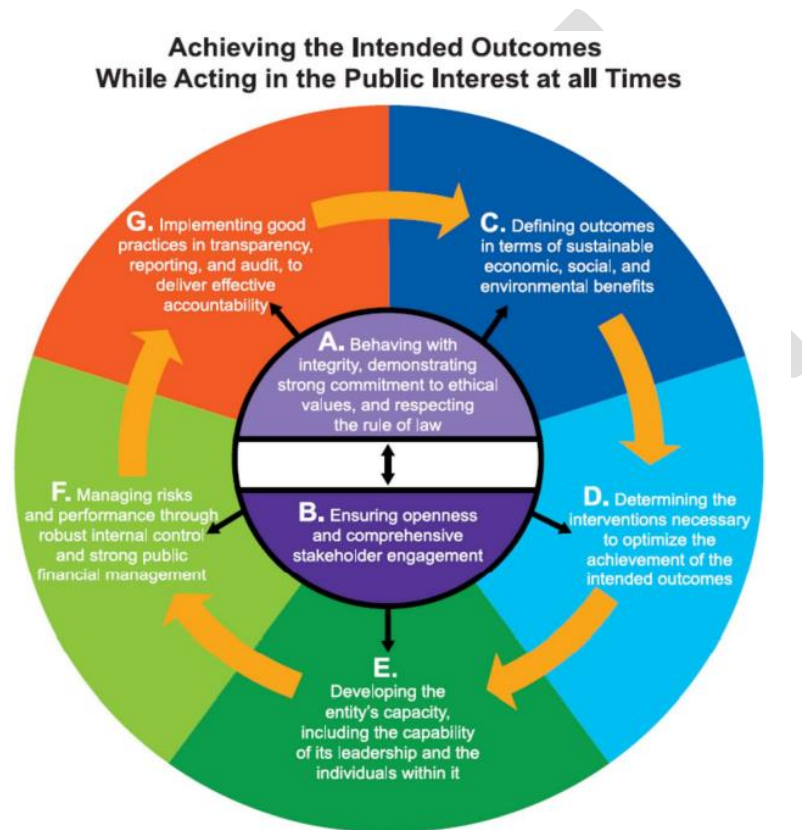 Achieving the Intended Outcomes
While Acting in the Public Interest at all Times
G. Implementing good
practices in transparency,
reporting, and audit, to
deliver effective
accountability
C. Defining outcomes
in terms of sustainable
economic, social, and
environmental benefits
A. Behaving with
integrity, demonstrating
strong commitment to ethical
values, and respecting
the rule of law
F. Managing risks
and performance through
robust internal control
and strong public
financial management
B. Ensuring openness
and comprehensive
stakeholder engagement
D. Determining the
interventions necessary
to optimize the
achievement of the
intended outcomes
E.
Developing the
entity's capacity,
including the capability
of its leadership and the
individuals within it